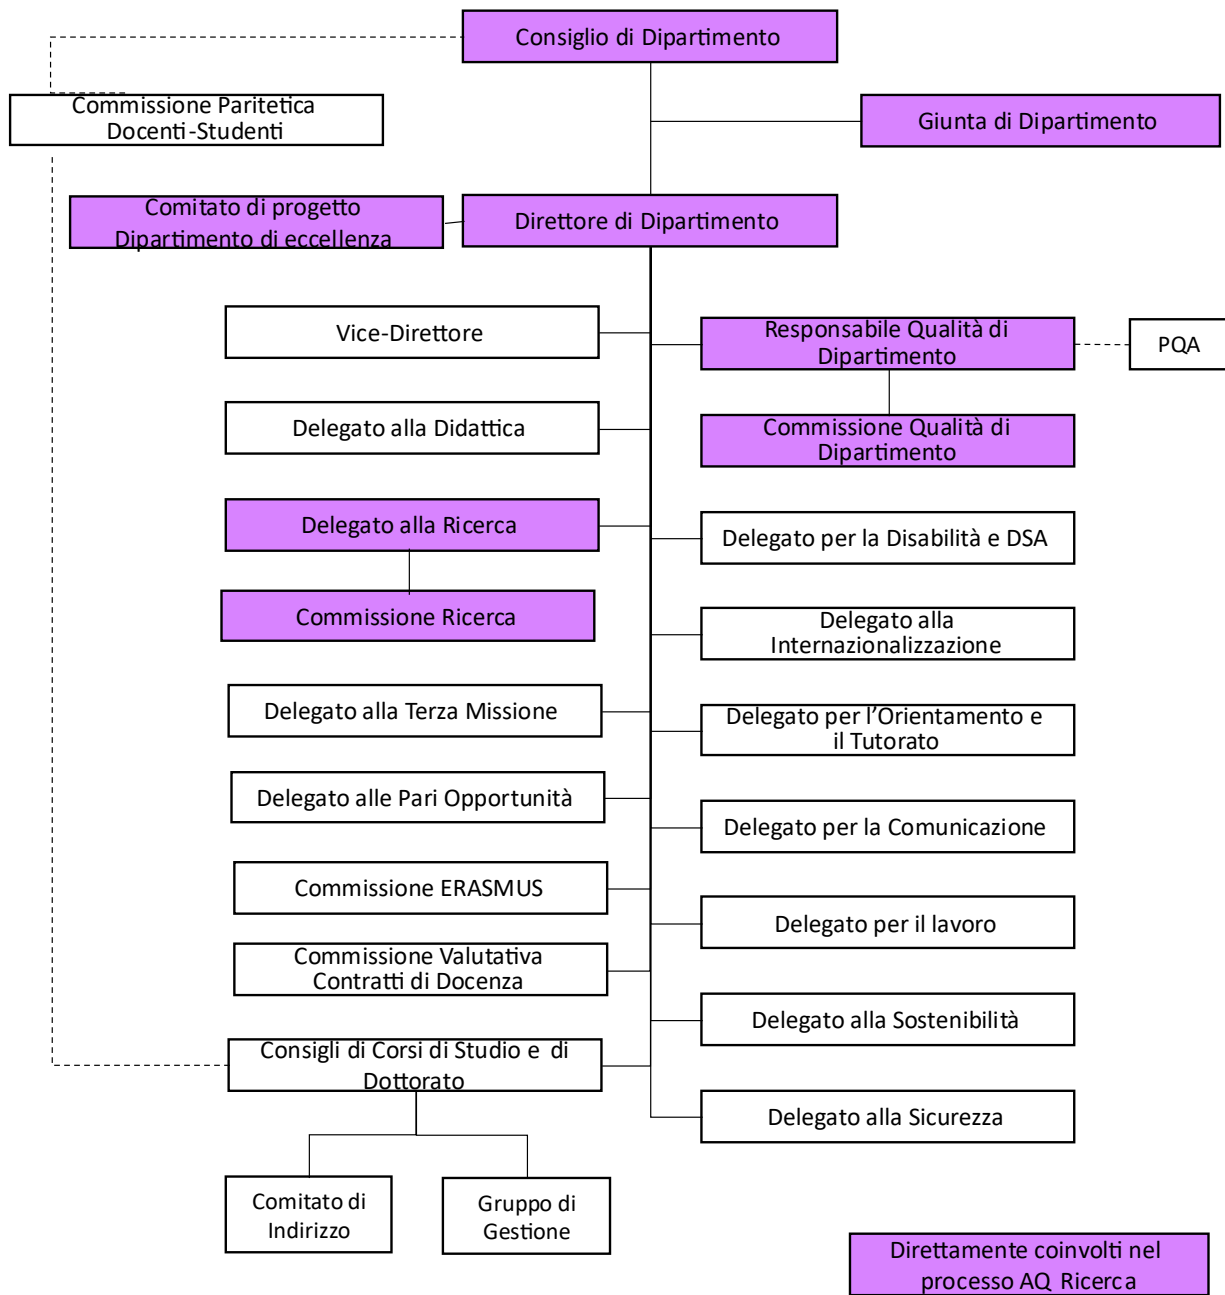 Consiglio di Dipartimento
Commissione Paritetica
Docenti-Studenti
Giunta di Dipartimento
Comitato di progetto
Dipartimento di eccellenza
Direttore di Dipartimento
Vice-Direttore
Responsabile Qualità di
Dipartimento
PQA
Delegato alla Didattica
Commissione Qualità di
Dipartimento
Delegato alla Ricerca
Delegato per la Disabilità e DSA
Commissione Ricerca
Delegato alla
Internazionalizzazione
Delegato alla Terza Missione
Delegato per l’Orientamento e
il Tutorato
Delegato alle Pari Opportunità
Delegato per la Comunicazione
Commissione ERASMUS
Delegato per il lavoro
Commissione Valutativa
Contratti di Docenza
Delegato alla Sostenibilità
Consigli di Corsi di Studio e di
Dottorato
Delegato alla Sicurezza
Comitato di
Indirizzo
Gruppo di
Gestione
Direttamente coinvolti nel
processo AQ Ricerca